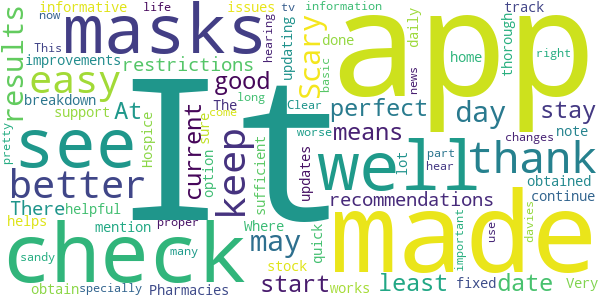 information
informative life issues tv track
now masks app
This hearing daily
improvements restrictions updating Scary done home thorough right
results easy good news
breakdown At It basic
support The long Clear perfect day stay
see current keep worse means changes note
pretty Hospice sure come well thank
better option sufficient updates lot part hear obtained
There helpful recommendations continue
helps mention Where made important use davies
check may quick
proper
sandy many stock least fixed date Very
obtain specially Pharmacies start works